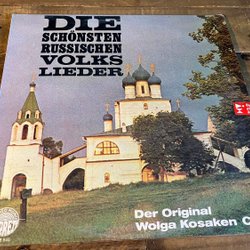 DIE
SCHÖNSTEN
RUSSISCHEN
VOLKS
LIEDER
Der Original
Wolga Kosaken C